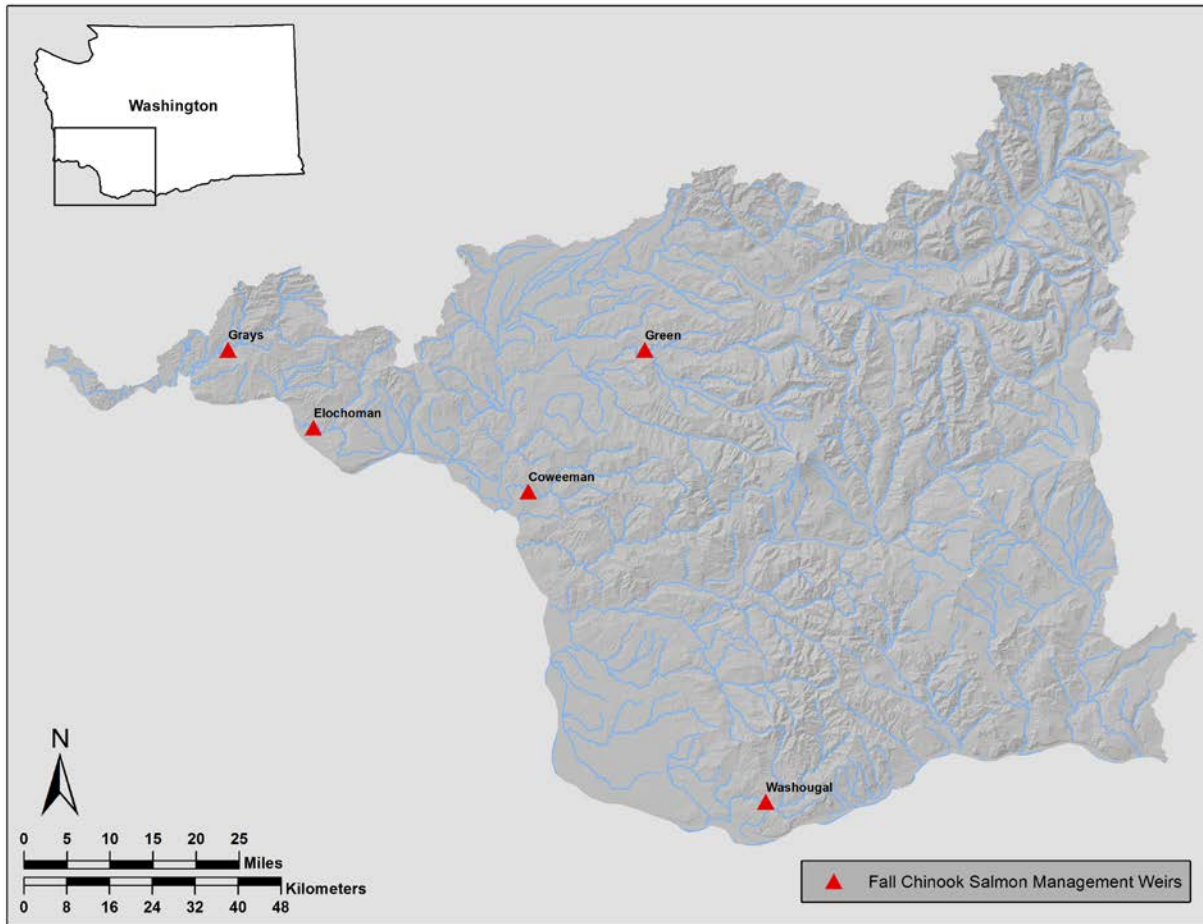 Washington
Grays
Green
Elochoman
Coweeman
Washougal
N
0 5 10 15 20 25
Miles
Kilometers
0 8 16 24 32 40 48
Fall Chinook Salmon Management Weirs